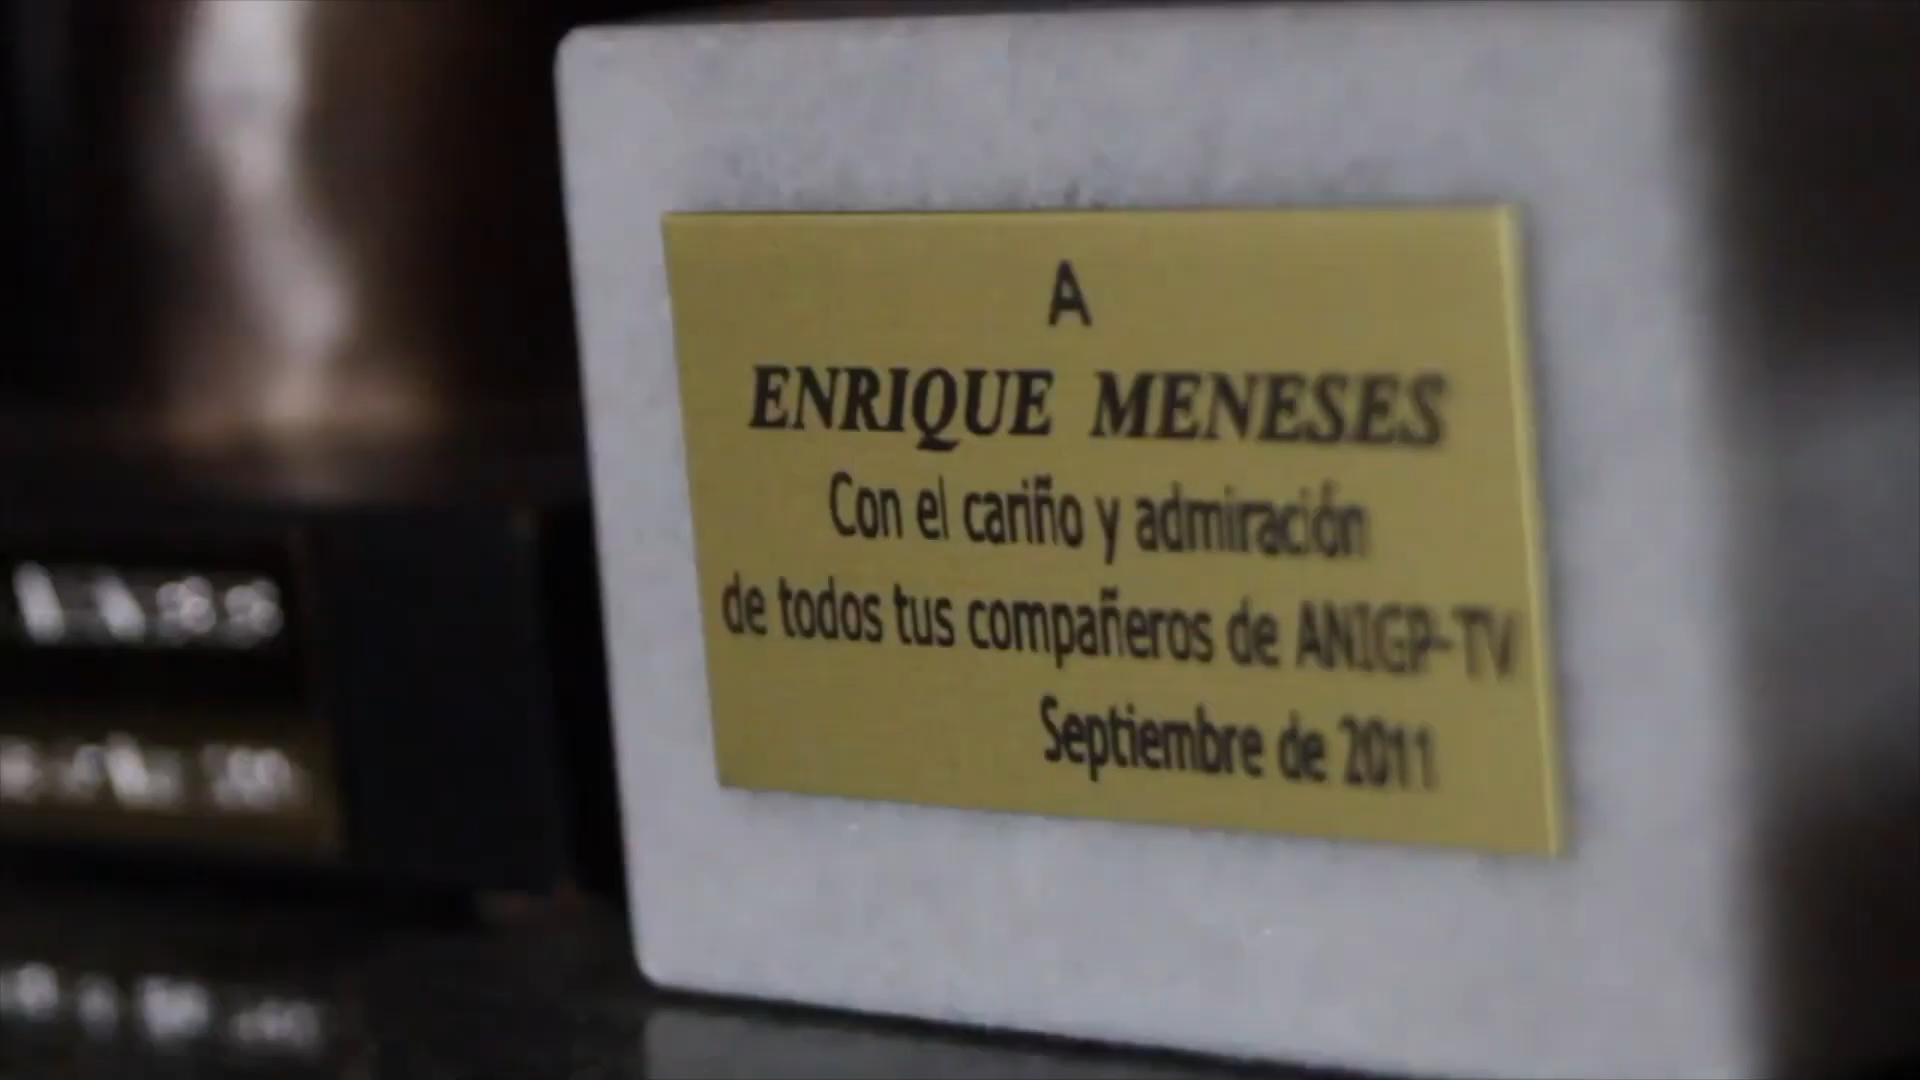 A
ENRIQUE MENESES
Con el cariño y admiración
de todos tus compañeros de ANIGP-TV
Septiembre de 2011